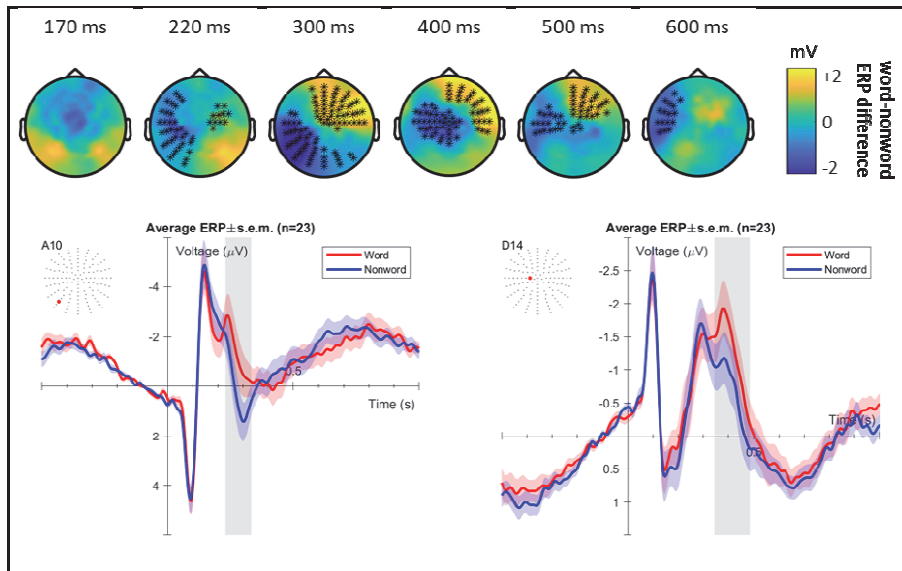 170 ms 220 ms 300 ms 400 ms 500 ms 600 ms
mV
+2
0
-2
word-nonword
ERP difference
Average ERP±s.e.m. (n=23)
A10
Voltage (μV)
Word
Nonword
-4
-2
0.5
Time (s)
2
4
Average ERP±s.e.m. (n=23)
D14
Voltage (μV)
Word
Nonword
-2.5
-2
-1.5
-1
-0.5
Time (s)
0.5
0.5
1